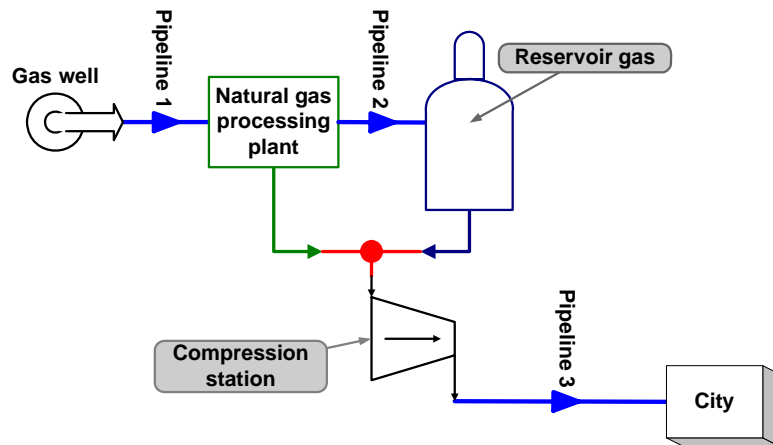 Gas well
Pipeline 1
Natural gas
processing
plant
Pipeline 2
Reservoir gas
Compression
station
Pipeline 3
City